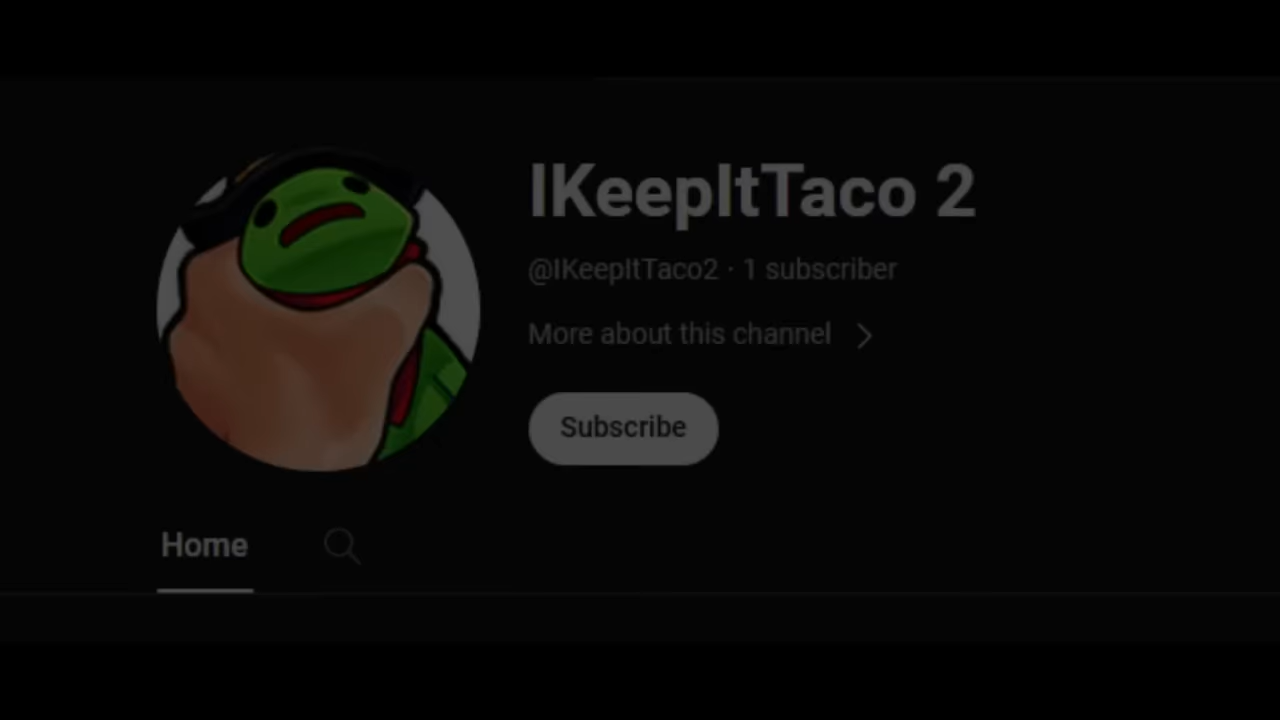 IKeepItTaco 2
@IKeepItTaco2 · 1 subscriber
More about this channel
Subscribe
Home